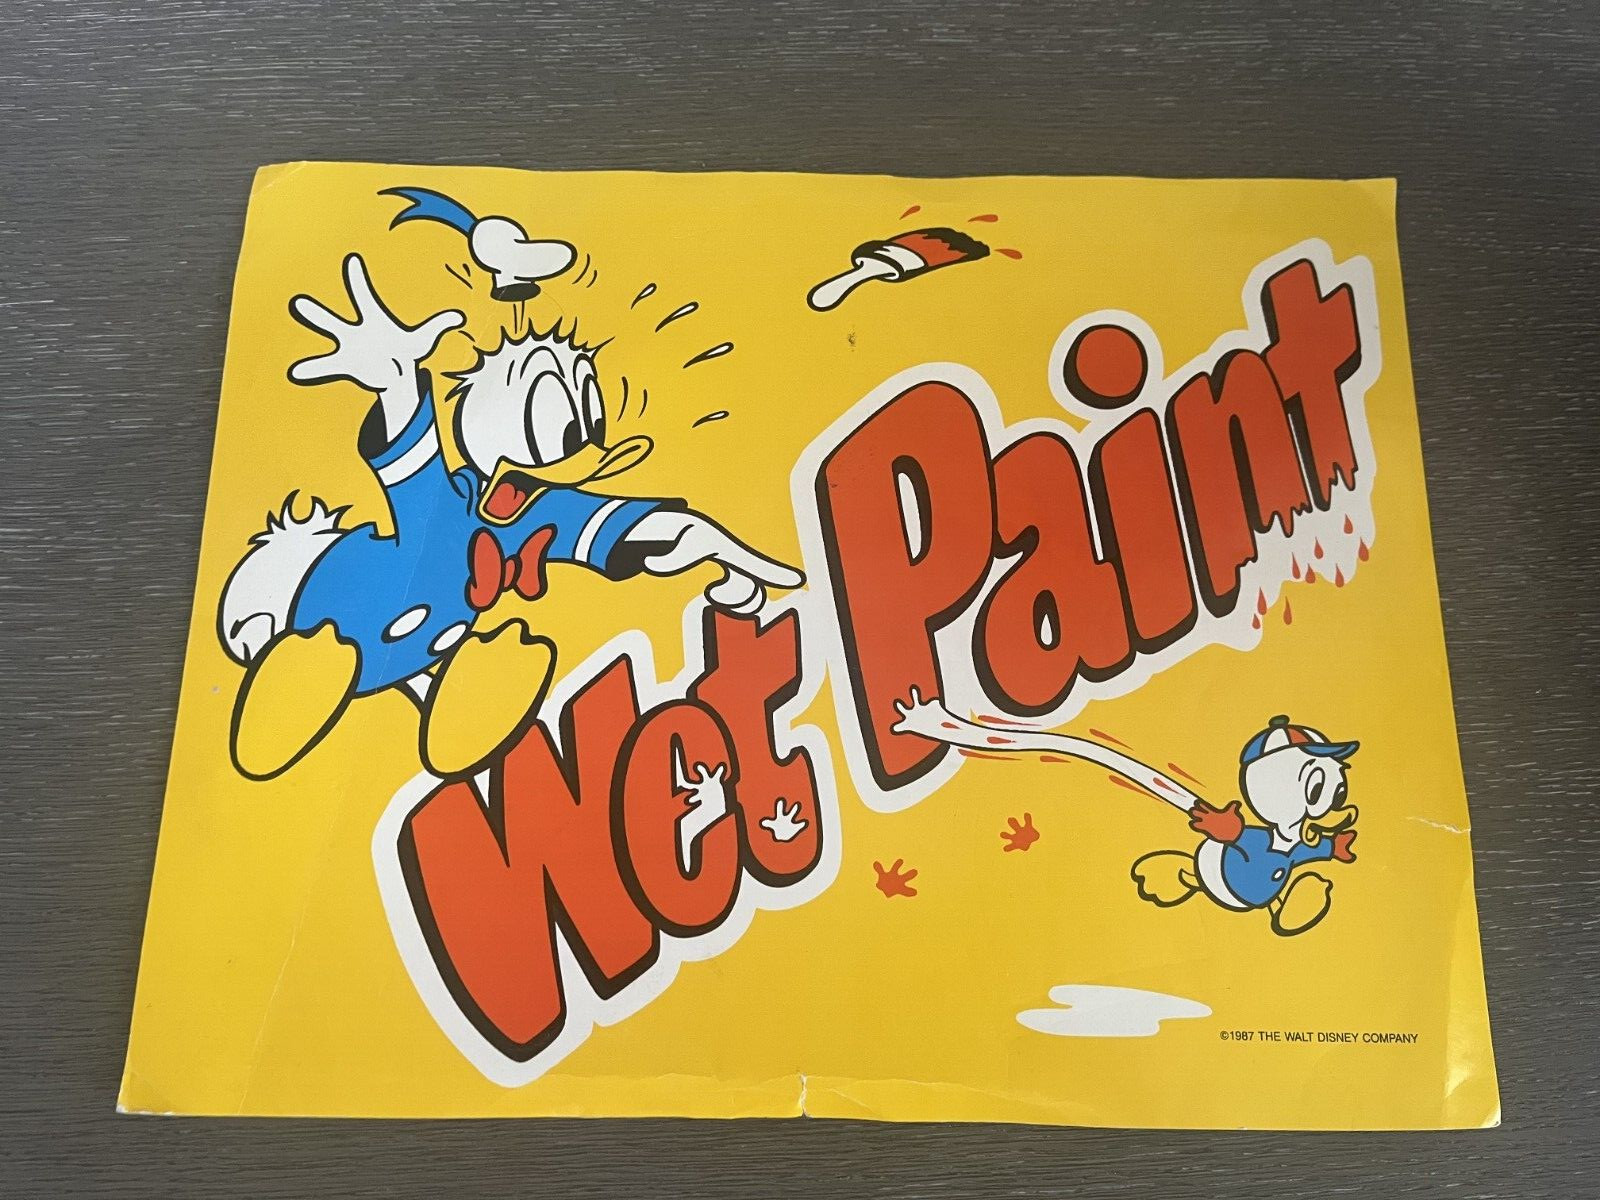 Wet Paint
©1987 THE WALT DISNEY COMPANY